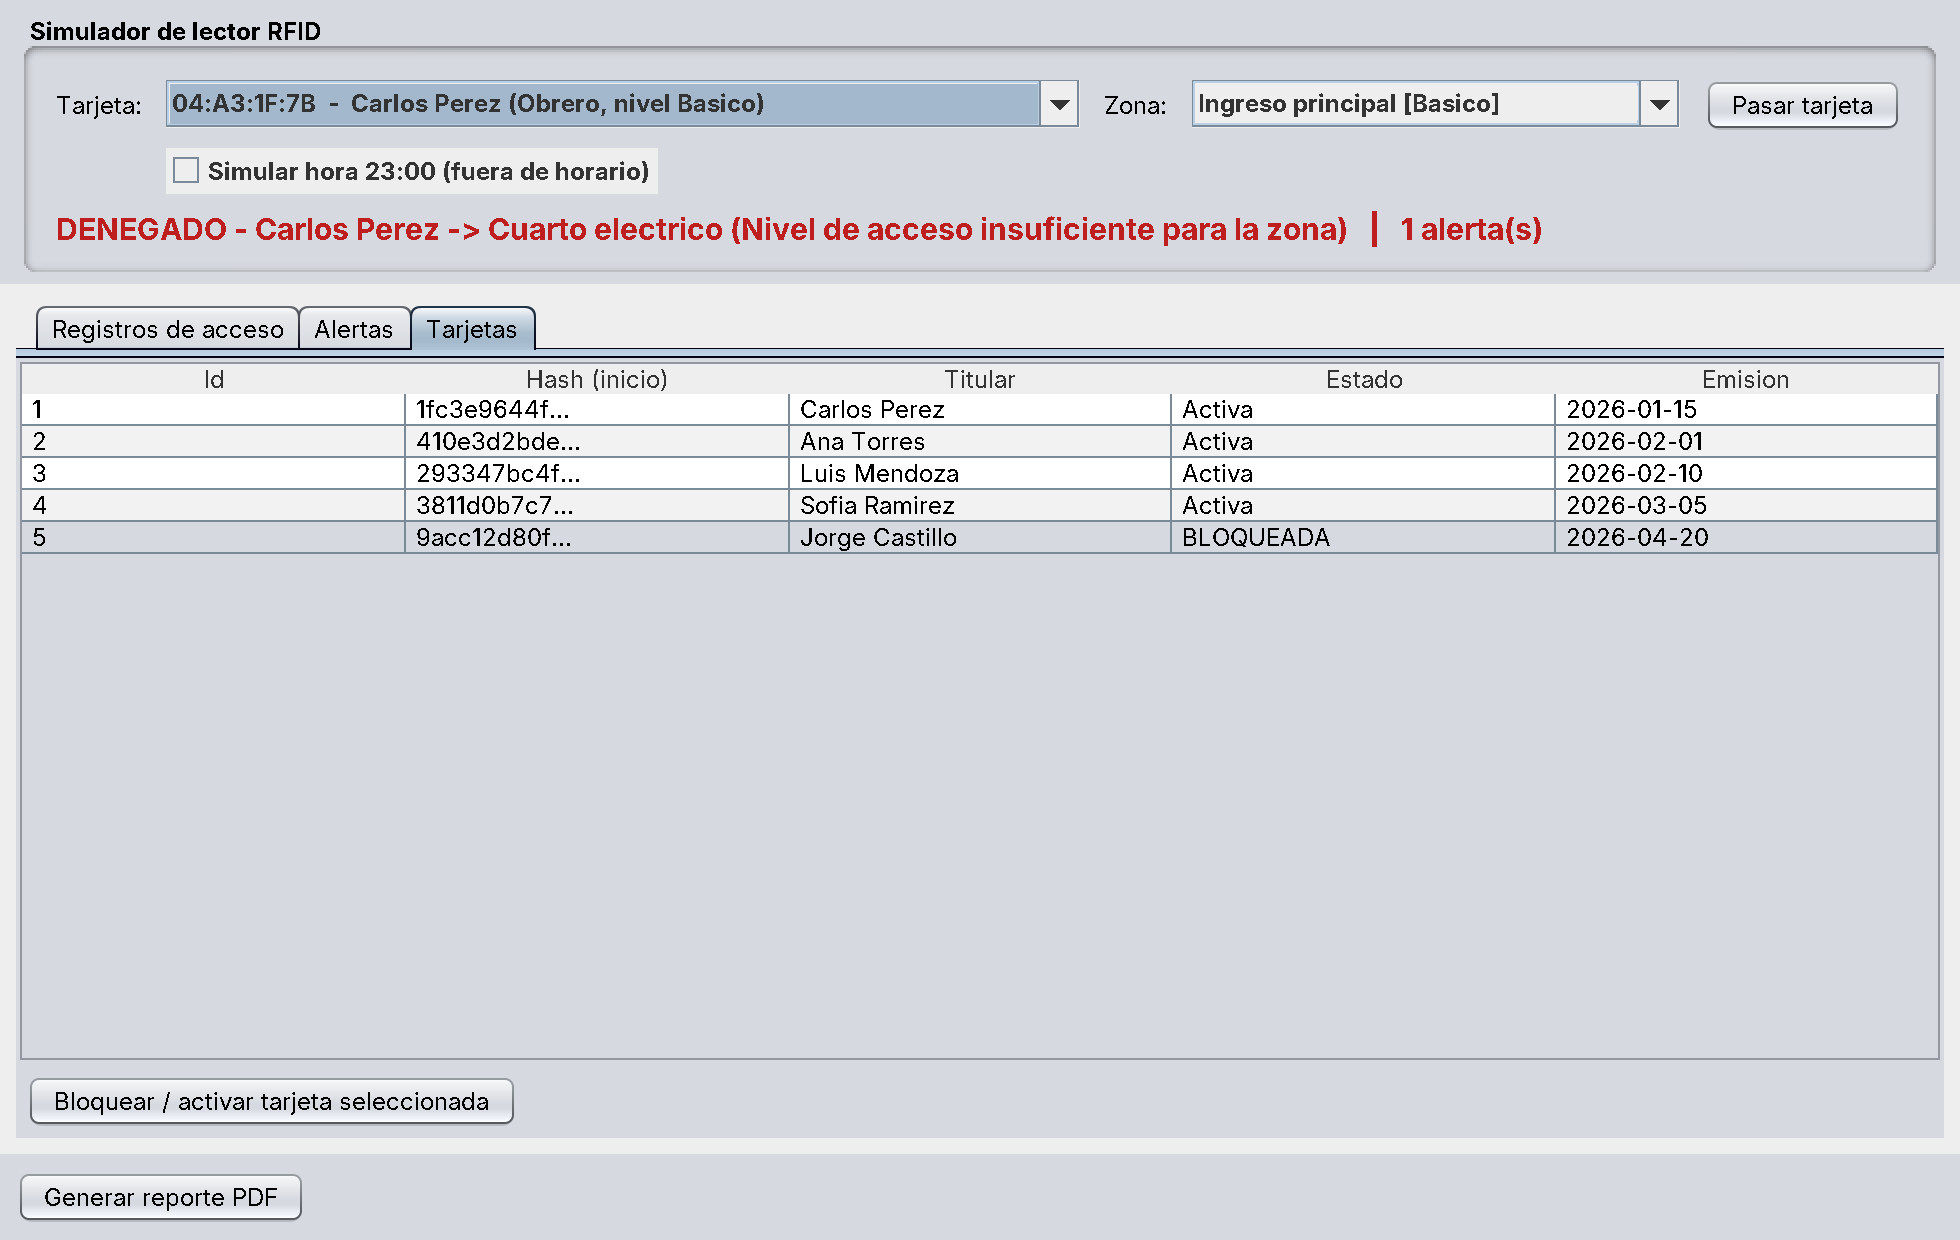 Simulador de lector RFID
Tarjeta: 04:A3:1F:7B - Carlos Perez (Obrero, nivel Basico) Zona: Ingreso principal [Basico] Pasar tarjeta
Simular hora 23:00 (fuera de horario)
DENEGADO - Carlos Perez -> Cuarto electrico (Nivel de acceso insuficiente para la zona) | 1 alerta(s)
Registros de acceso Alertas Tarjetas
Id Hash (inicio) Titular Estado Emision
1 1fc3e9644f... Carlos Perez Activa 2026-01-15
2 410e3d2bde... Ana Torres Activa 2026-02-01
3 293347bc4f... Luis Mendoza Activa 2026-02-10
4 3811d0b7c7... Sofia Ramirez Activa 2026-03-05
5 9acc12d80f... Jorge Castillo BLOQUEADA 2026-04-20
Bloquear / activar tarjeta seleccionada
Generar reporte PDF